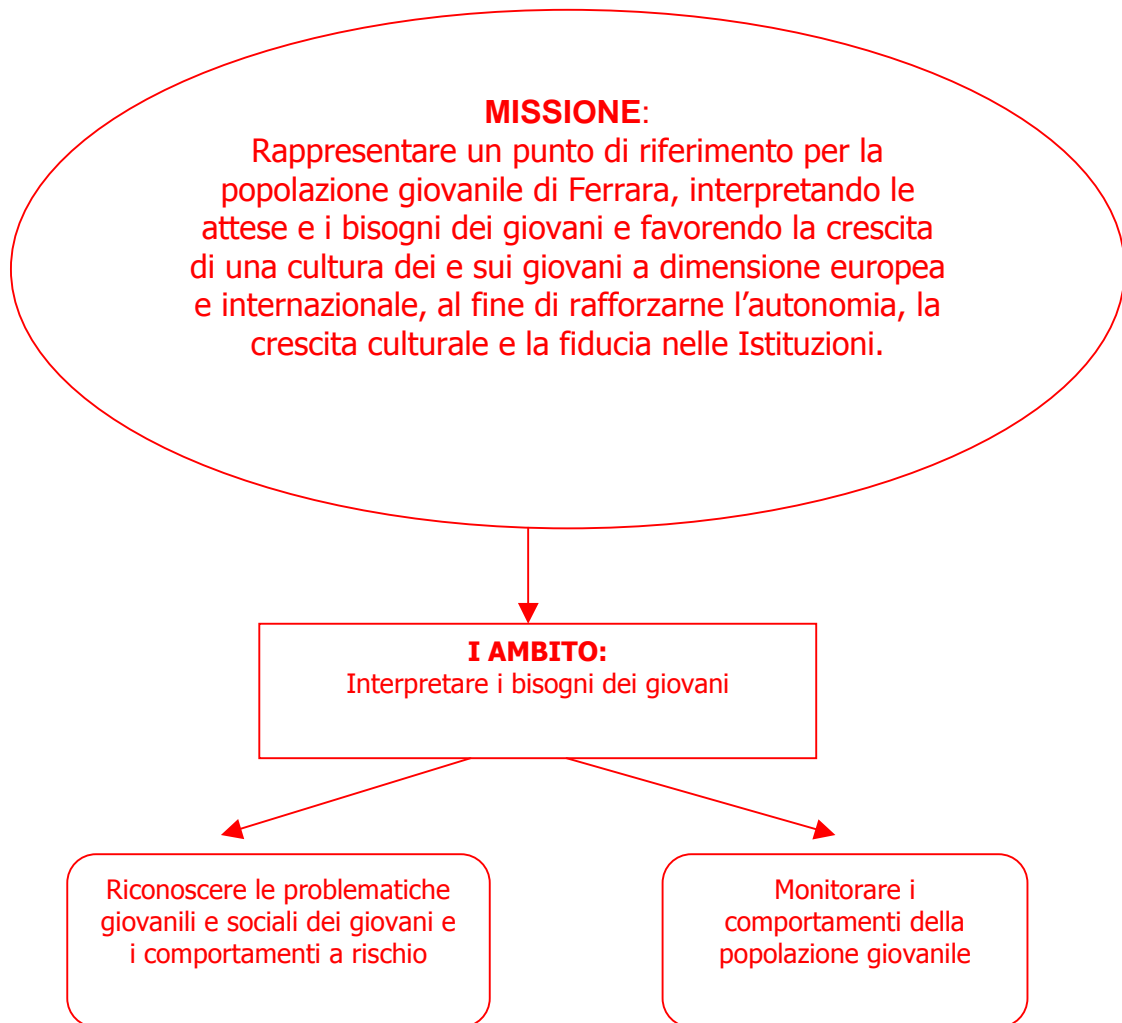 MISSIONE:
Rappresentare un punto di riferimento per la
popolazione giovanile di Ferrara, interpretando le
attese e i bisogni dei giovani e favorendo la crescita
di una cultura dei e sui giovani a dimensione europea
e internazionale, al fine di rafforzarne l’autonomia, la
crescita culturale e la fiducia nelle Istituzioni.
I AMBITO:
Interpretare i bisogni dei giovani
Riconoscere le problematiche
giovanili e sociali dei giovani e
i comportamenti a rischio
Monitorare i
comportamenti della
popolazione giovanile